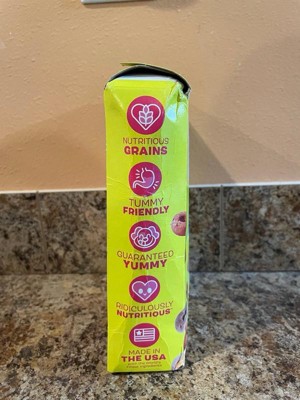 NUTRITIOUS
GRAINS
TUMMY
FRIENDLY
GUARANTEED
YUMMY
RIDICULOUSLY
NUTRITIOUS
MADE IN
THE USA